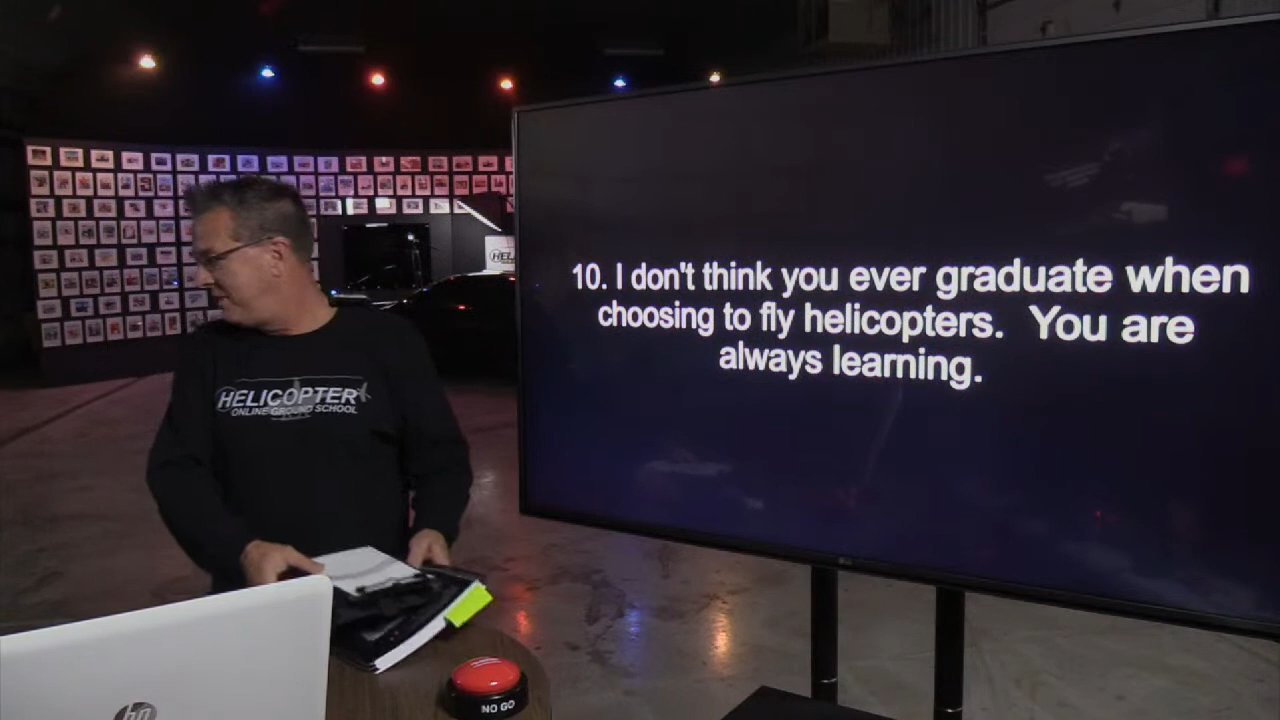 10. I don't think you ever graduate when
choosing to fly helicopters.  You are
always learning.
HELICOPTER
ONLINE GROUND SCHOOL
HEL
NO GO
hp